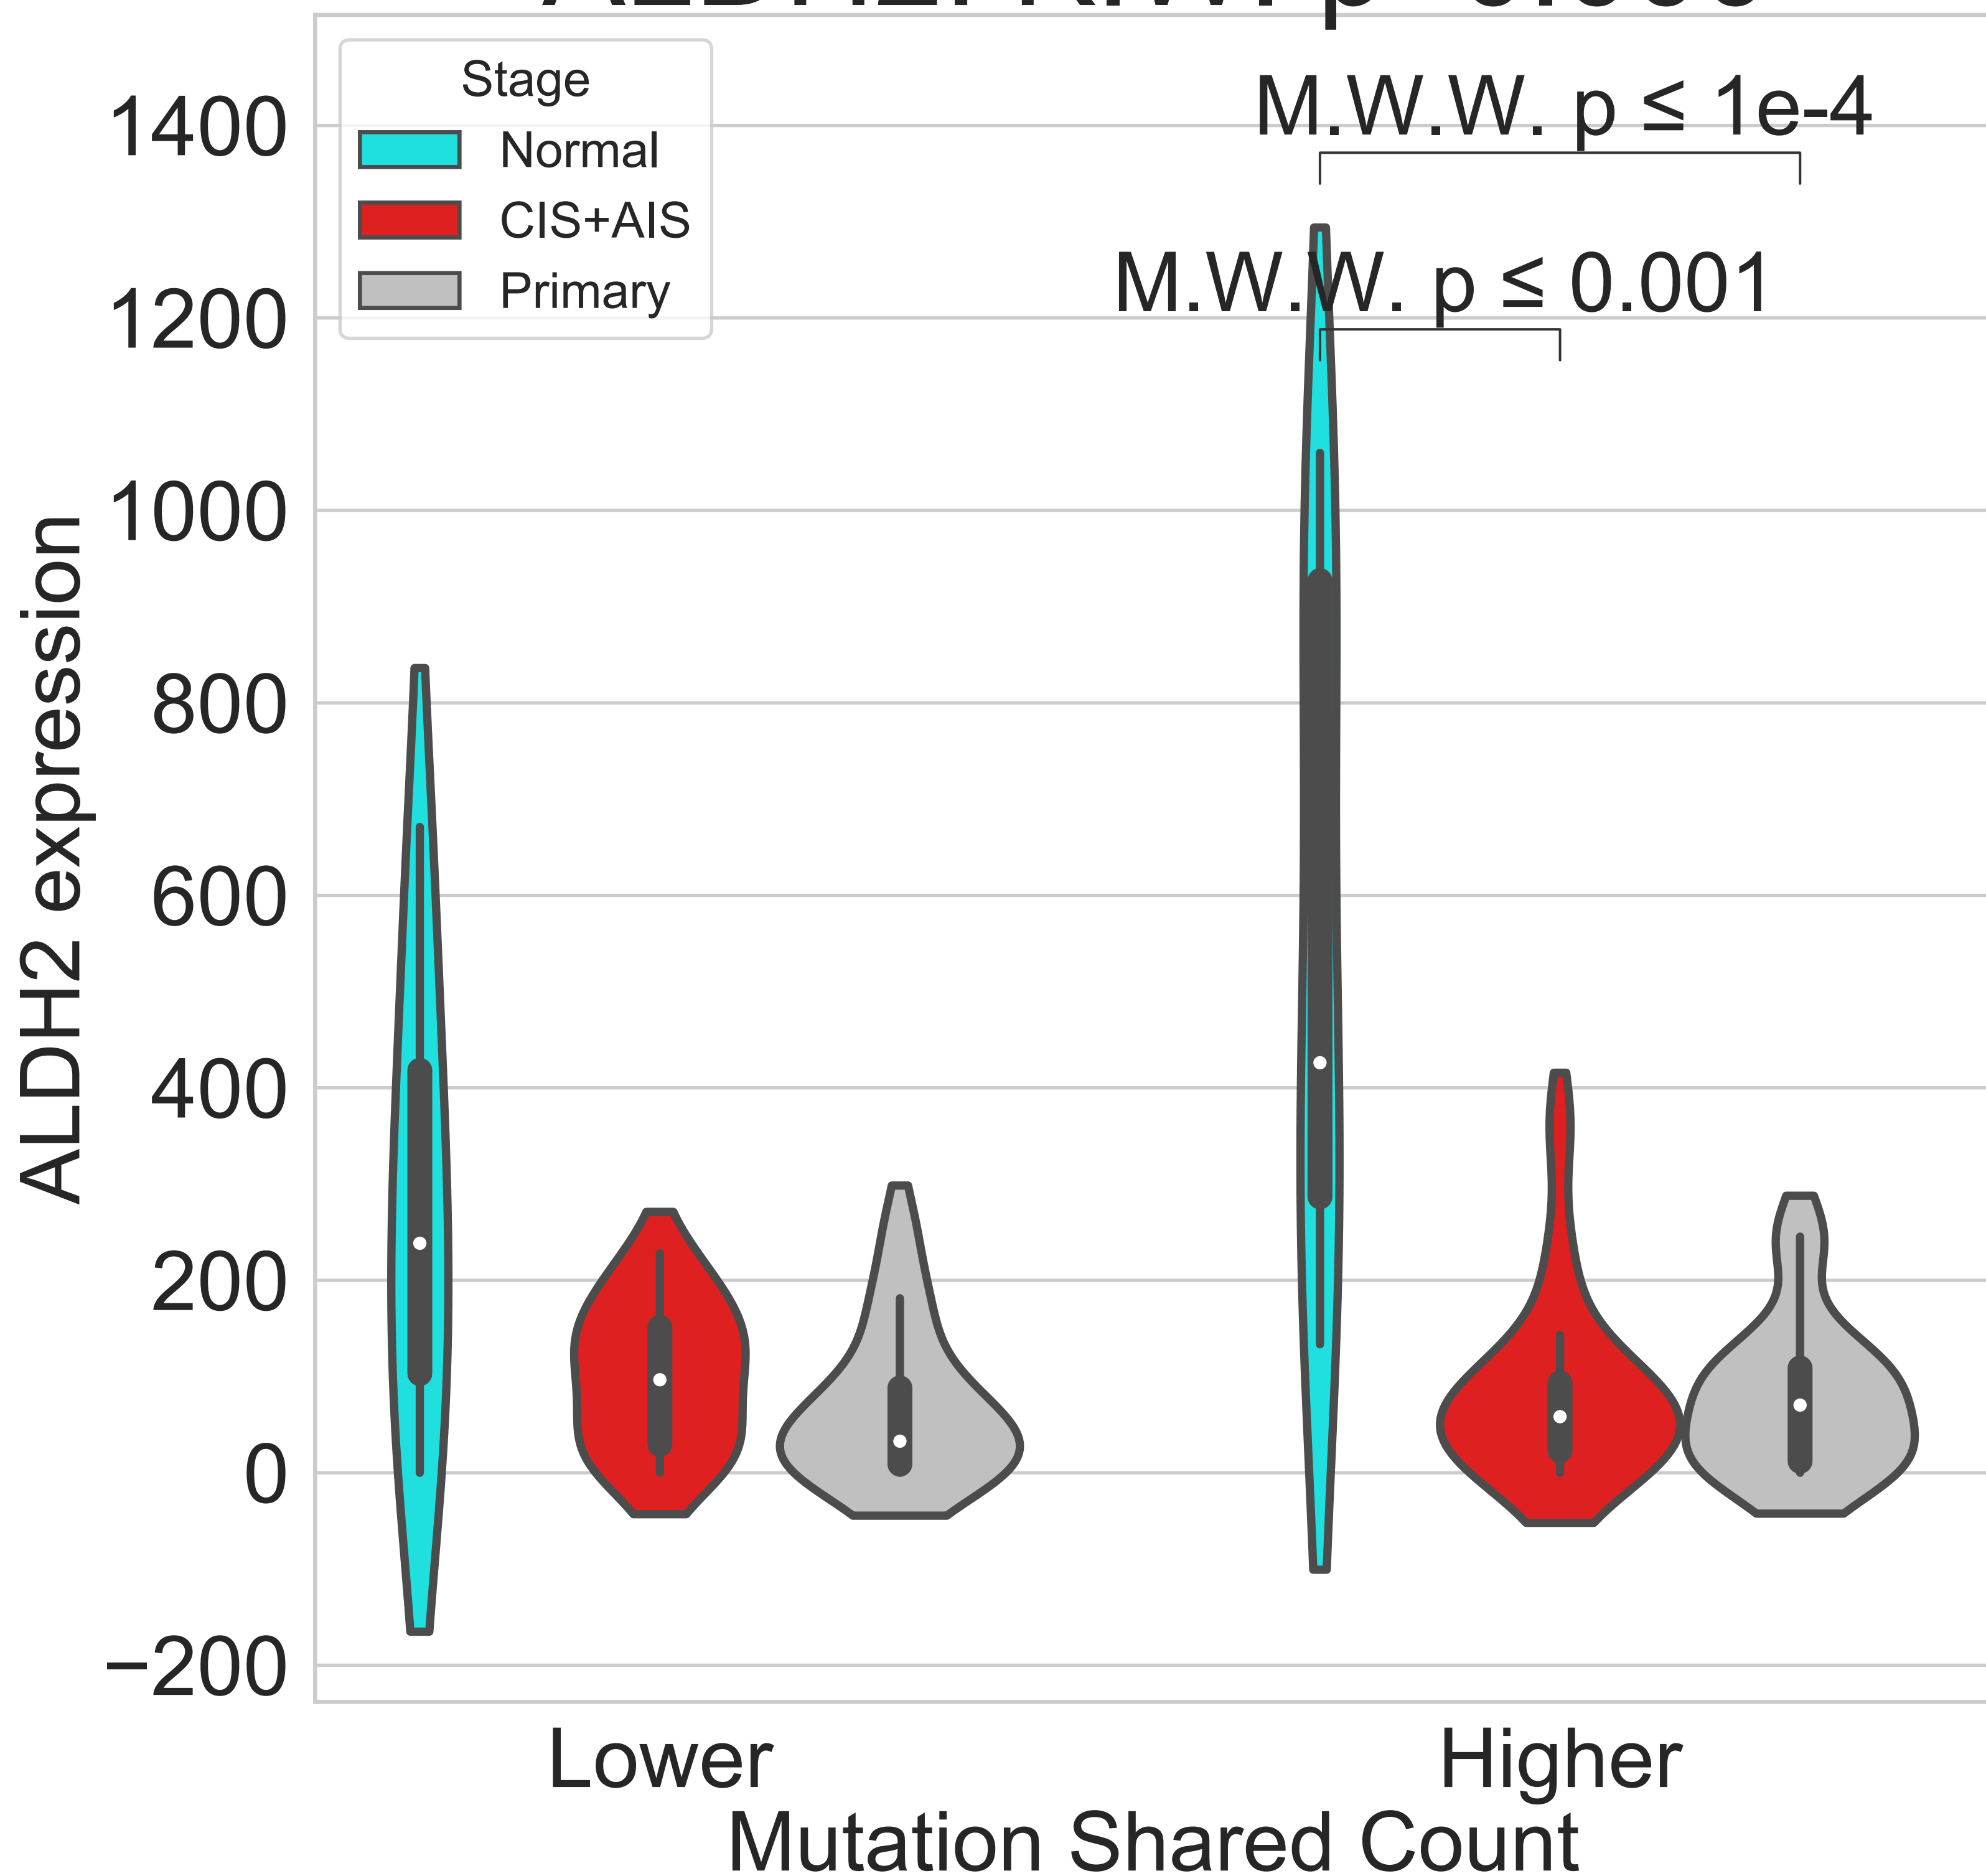 M.W.W. p ≤ 1e-4
M.W.W. p ≤ 0.001
Stage
Normal
CIS+AIS
Primary
1400
1200
1000
800
600
400
200
0
−200
ALDH2 expression
Lower
Higher
Mutation Shared Count